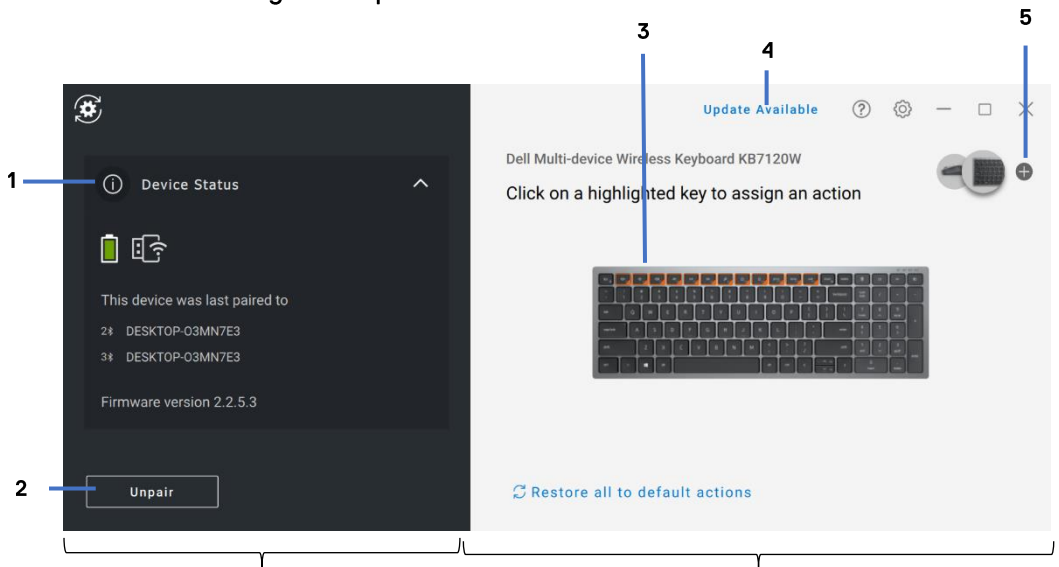 5
3
4
Update Available
Dell Multi-device Wireless Keyboard KB7120W
1
Device Status
Click on a highlighted key to assign an action
This device was last paired to
2 DESKTOP-O3MN7E3
3 DESKTOP-O3MN7E3
Firmware version 2.2.5.3
2
Unpair
Restore all to default actions